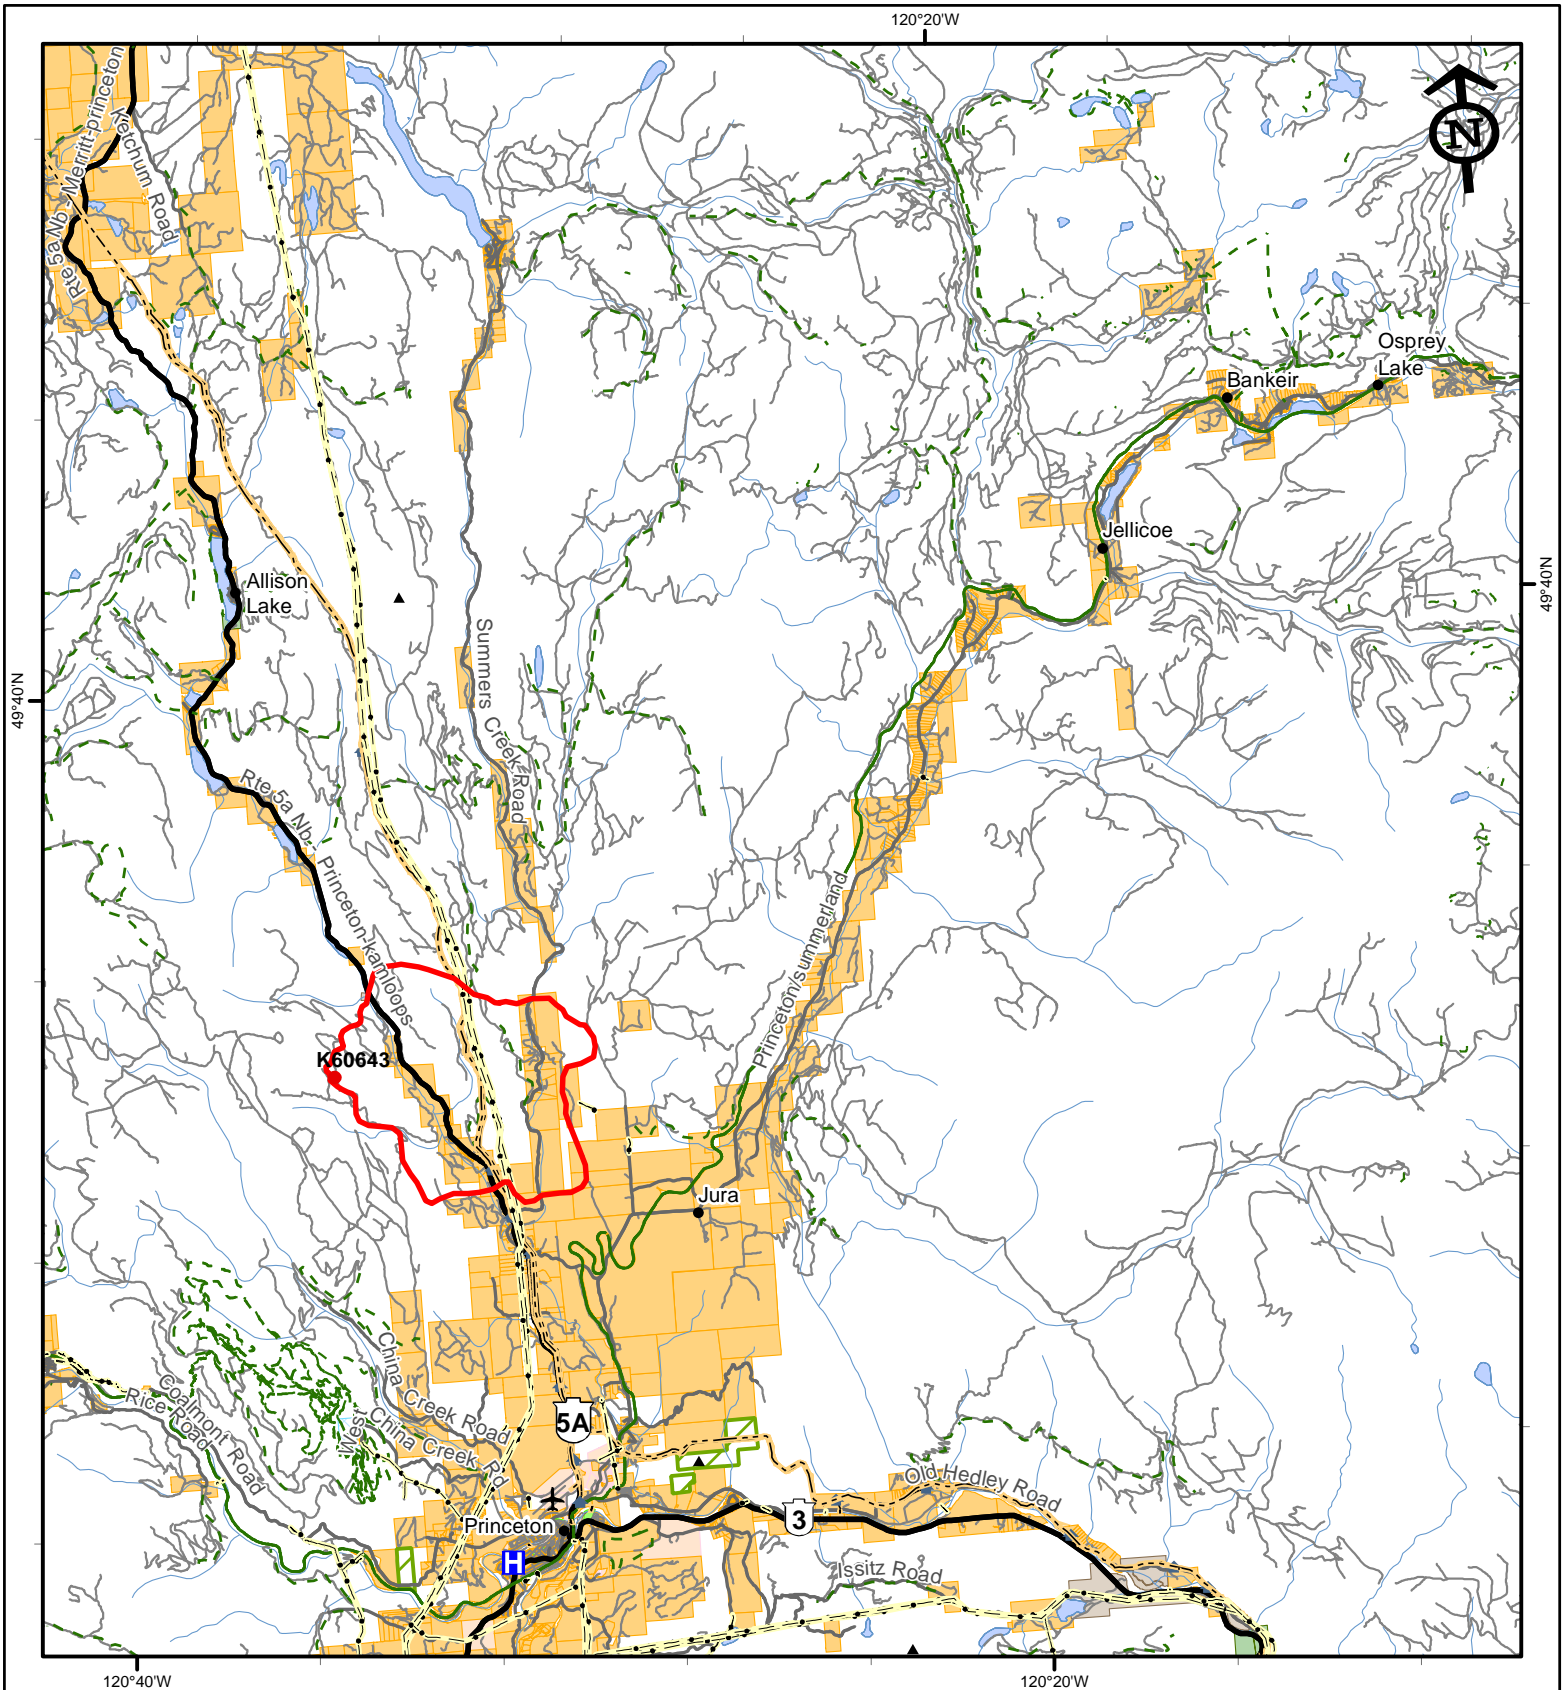 120°20'W
N
Rte 5a Nb - Merritt-princeton
Ketchum Road
Osprey
Lake
Bankeir
Jellicoe
Allison
Lake
49°40'N
49°40'N
Summers Creek Road
Rte 5a Nb - Princeton-kamloops
Princeton/summerland
K60643
Jura
China Creek Road
West China Creek Rd
Coalmont Road
Rice Road
5A
Old Hedley Road
3
Princeton
H
Issitz Road
120°40'W
120°20'W